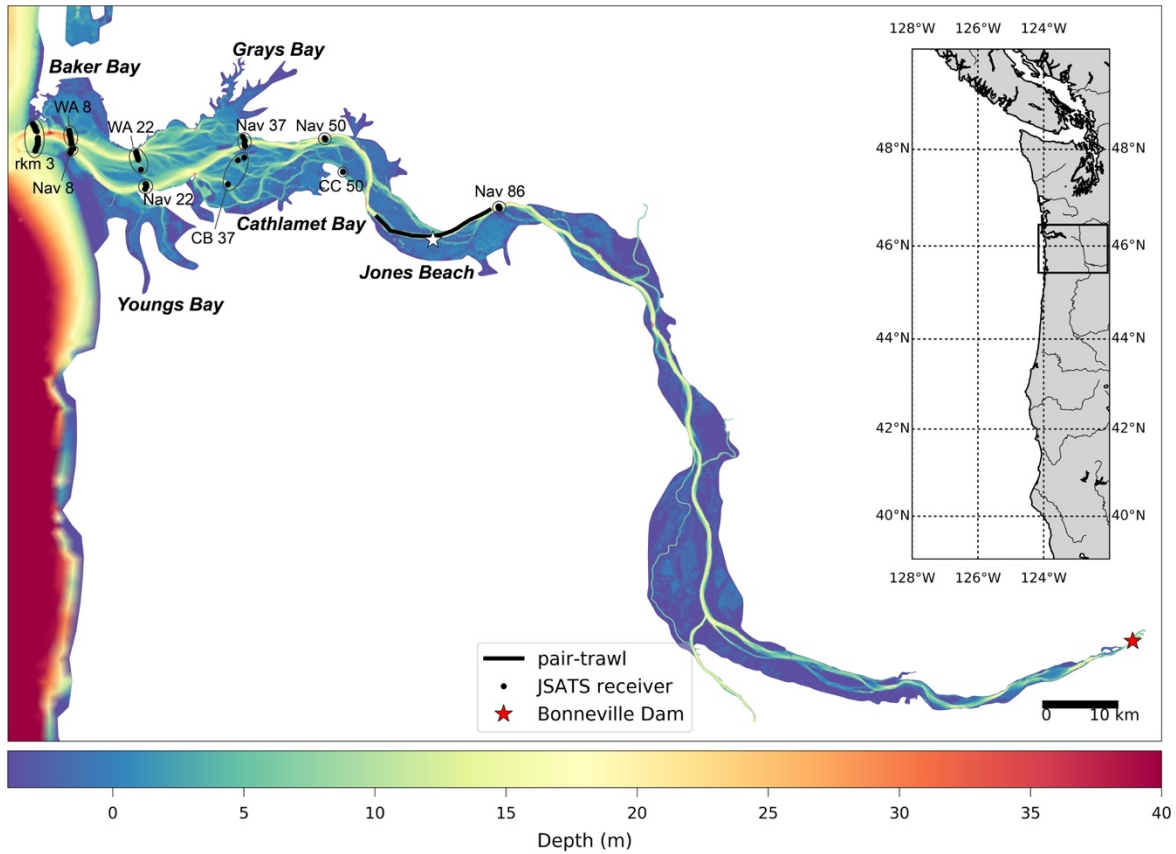 Grays Bay
Baker Bay
WA 8
WA 22
Nav 37
Nav 50
rkm 3
Nav 8
Nav 22
CC 50
Nav 86
CB 37
Cathlamet Bay
Jones Beach
Youngs Bay
128°W 126°W 124°W
48°N 48°N
46°N 46°N
44°N 44°N
42°N 42°N
40°N 40°N
128°W 126°W 124°W
pair-trawl
JSATS receiver
Bonneville Dam
0 10 km
0 5 10 15 20 25 30 35 40
Depth (m)